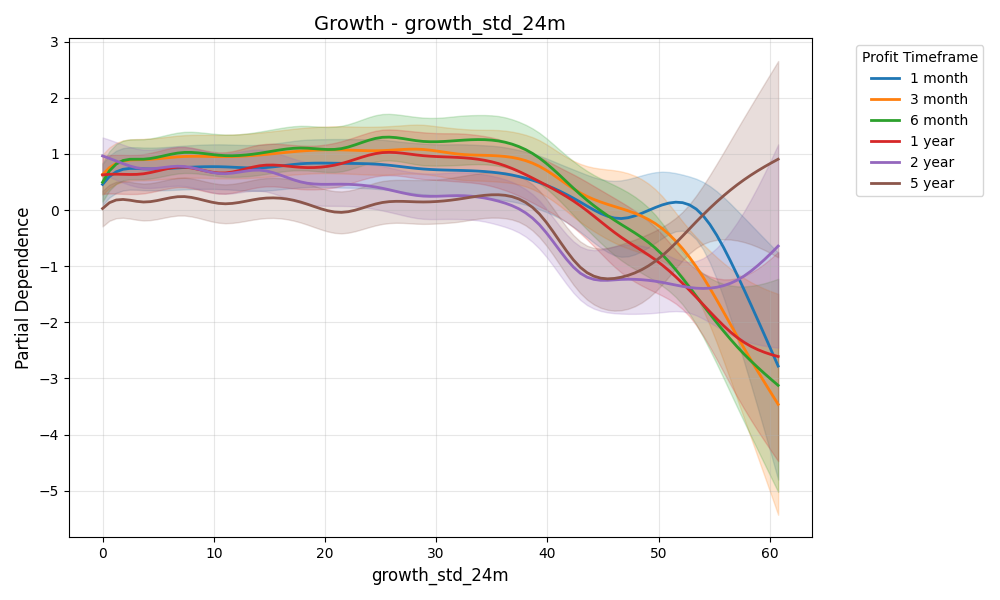 Growth - growth_std_24m
3
2
1
0
−1
−2
−3
−4
−5
Partial Dependence
0
10
20
30
40
50
60
growth_std_24m
Profit Timeframe
1 month
3 month
6 month
1 year
2 year
5 year